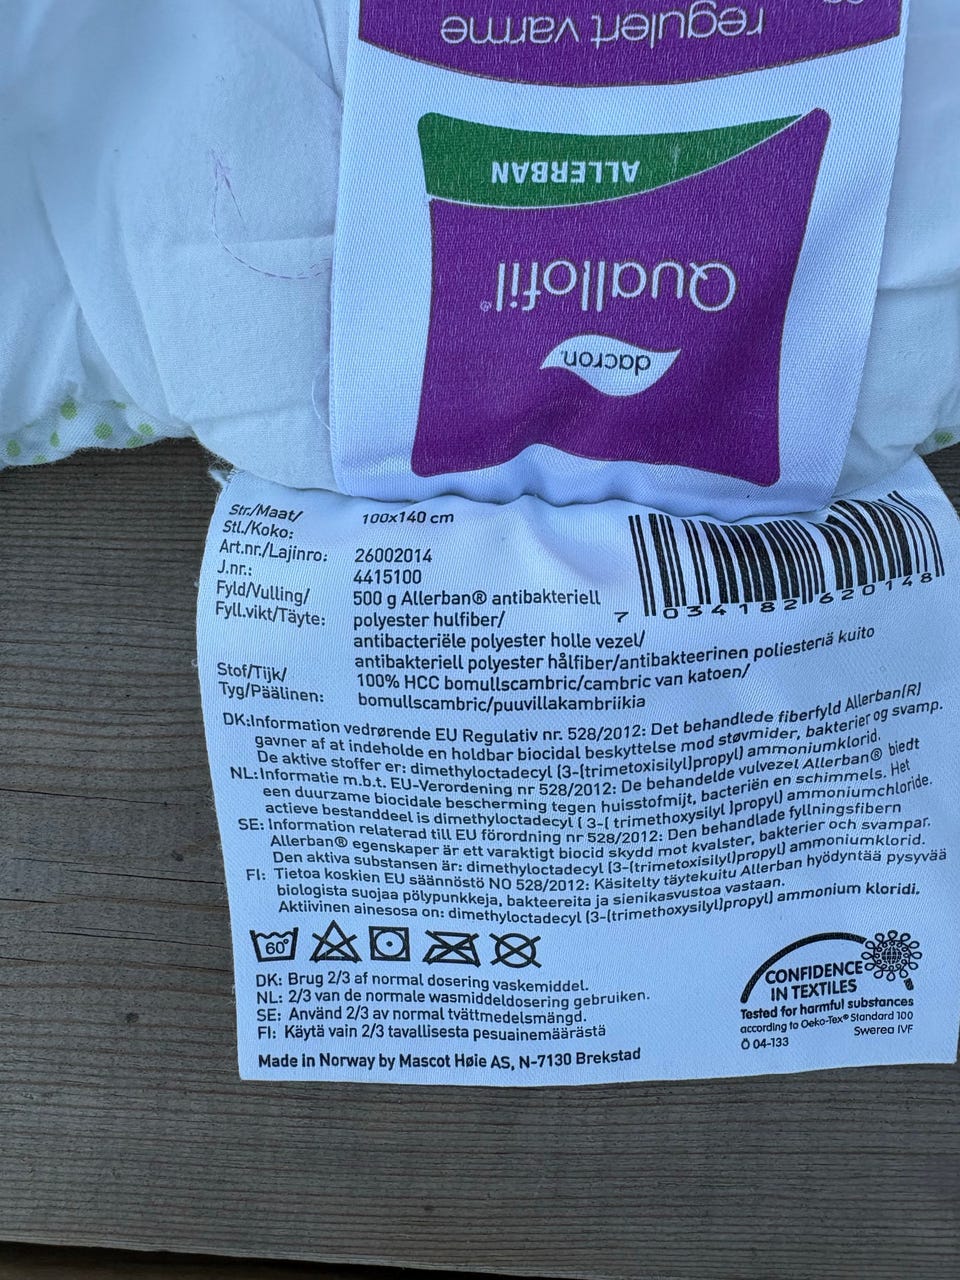 regulert varme
ALLERBAN
Quallofil®
dacron
Str./Maat/
Stl./Koko: 100x140 cm
Art.nr./Lajinro: 26002014
J.nr.: 4415100
Fyld/Vulling/ 500 g Allerban® antibakteriell
Fyll.vikt/Täyte: polyester hulfiber/
antibacteriële polyester holle vezel/
antibakteriell polyester hålfiber/antibakteerinen poliesteriä kuito
Stof/Tijk/ 100% HCC bomullscambric/cambric van katoen/
Tyg/Päälinen: bomullscambric/puuvillakambriikia
7 034182 620148
DK:Information vedrørende EU Regulativ nr. 528/2012: Det behandlede fiberfyld Allerban(R)
gavner af at indeholde en holdbar biocidal beskyttelse mod støvmider, bakterier og svamp.
De aktive stoffer er: dimethyloctadecyl (3-(trimetoxisilyl)propyl) ammoniumklorid.
NL:Informatie m.b.t. EU-Verordening nr 528/2012: De behandelde vulvezel Allerban® biedt
een duurzame biocidale bescherming tegen huisstofmijt, bacteriën en schimmels. Het
actieve bestanddeel is dimethyloctadecyl ( 3-( trimethoxysilyl )propyl) ammoniumchloride.
SE: Information relaterad till EU förordning nr 528/2012: Den behandlade fyllningsfibern
Allerban® egenskaper är ett varaktigt biocid skydd mot kvalster, bakterier och svampar.
Den aktiva substansen är: dimethyloctadecyl (3-(trimetoxisilyl)propyl) ammoniumklorid.
FI: Tietoa koskien EU säännöstö NO 528/2012: Käsitelty täytekuitu Allerban hyödyntää pysyvää
biologista suojaa pölypunkkeja, bakteereita ja sienikasvustoa vastaan.
Aktiivinen ainesosa on: dimethyloctadecyl (3-(trimethoxysilyl)propyl) ammonium kloridi.
60°
DK: Brug 2/3 af normal dosering vaskemiddel.
NL: 2/3 van de normale wasmiddeldosering gebruiken.
SE: Använd 2/3 av normal tvättmedelsmängd.
FI: Käytä vain 2/3 tavallisesta pesuainemäärästä
Made in Norway by Mascot Høie AS, N-7130 Brekstad
CONFIDENCE
IN TEXTILES
Tested for harmful substances
according to Oeko-Tex® Standard 100
Ö 04-133 Swerea IVF